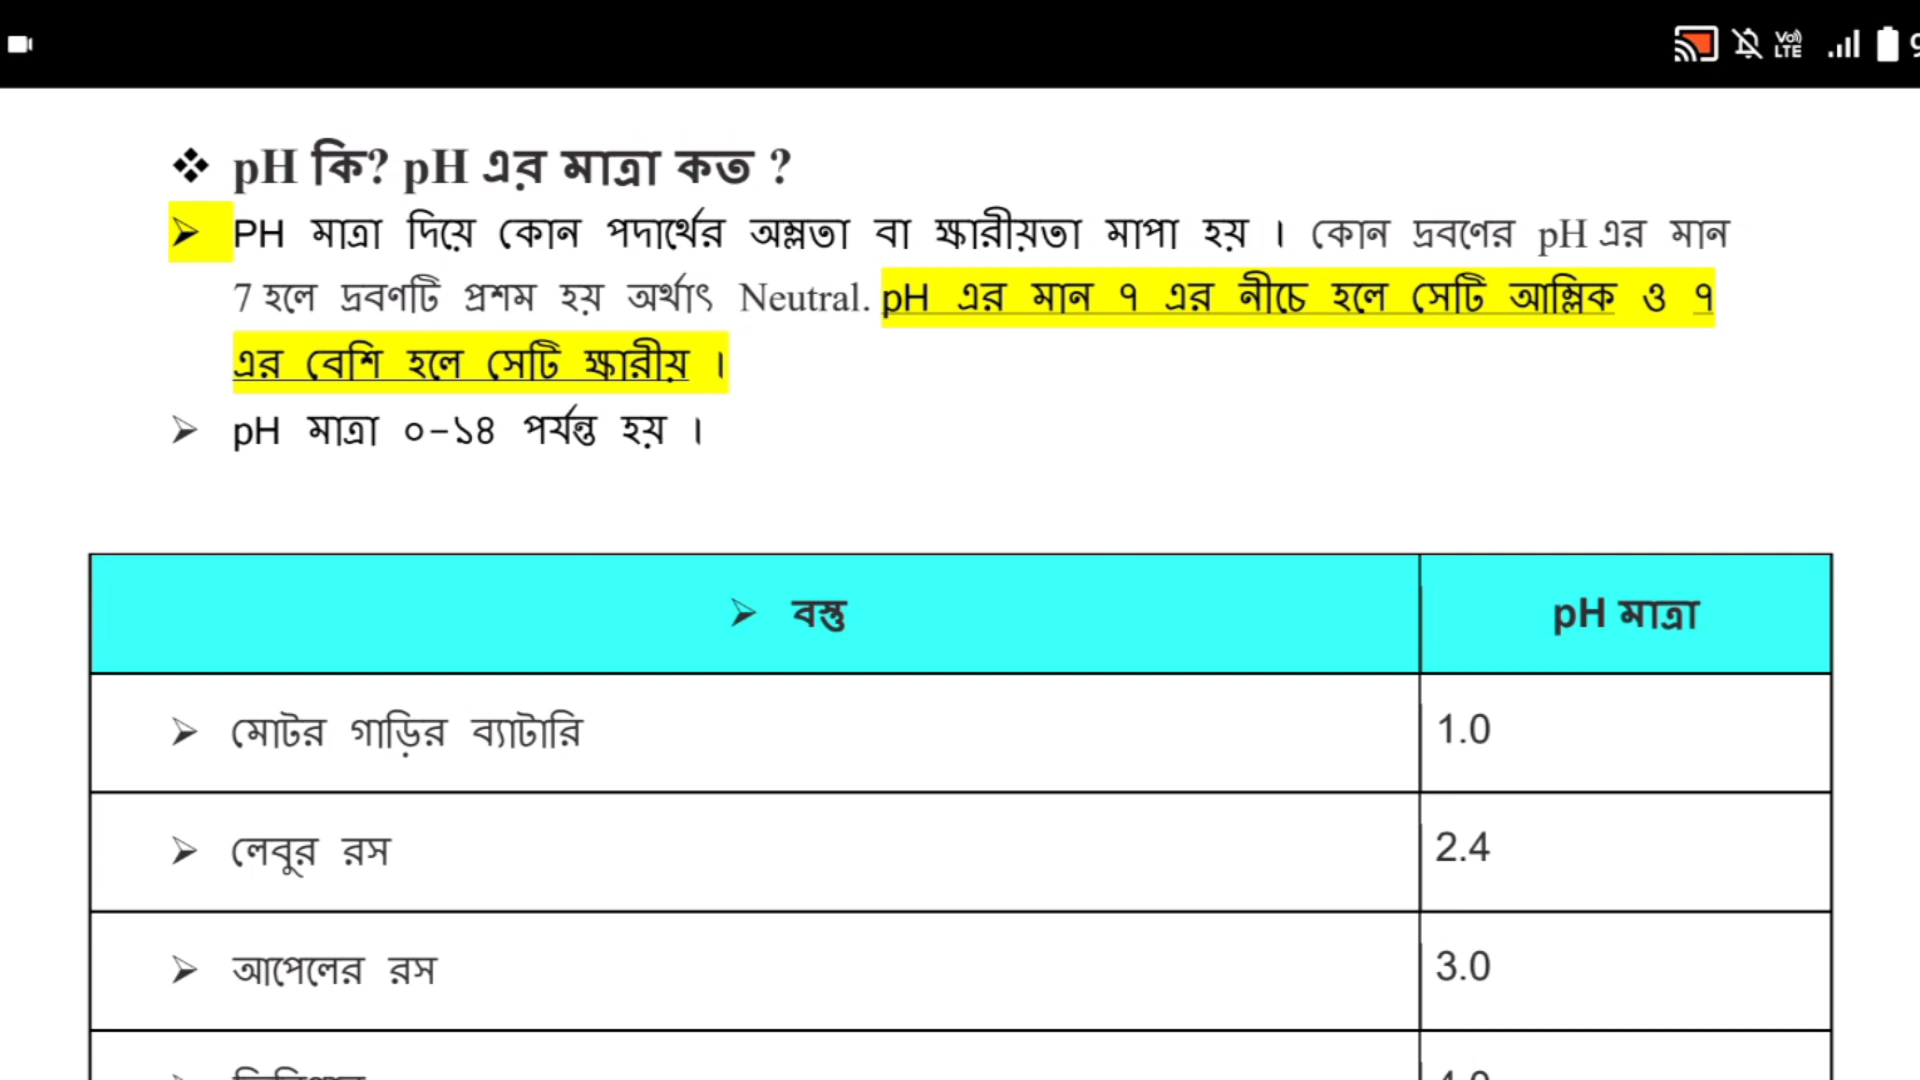 VoLTE
pH কি? pH এর মাত্রা কত ?
PH মাত্রা দিয়ে কোন পদার্থের অম্লতা বা ক্ষারীয়তা মাপা হয় । কোন দ্রবণের pH এর মান
7 হলে দ্রবণটি প্রশম হয় অর্থাৎ Neutral. pH এর মান ৭ এর নীচে হলে সেটি আম্লিক ও ৭
এর বেশি হলে সেটি ক্ষারীয় ।
pH মাত্রা ০-১৪ পর্যন্ত হয় ।
বস্তু pH মাত্রা
মোটর গাড়ির ব্যাটারি 1.0
লেবুর রস 2.4
আপেলের রস 3.0